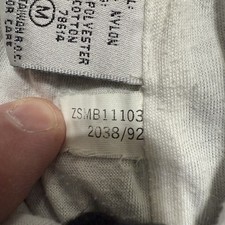 NYLON
POLYESTER
COTTON
78614
M
TAIWAN R.O.C.
FOR CARE
ZSMB11103
2038/92